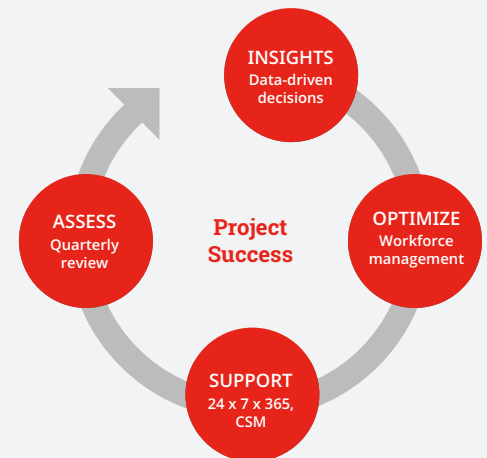 INSIGHTS
Data-driven
decisions
OPTIMIZE
Workforce
management
SUPPORT
24 x 7 x 365,
CSM
ASSESS
Quarterly
review
Project
Success